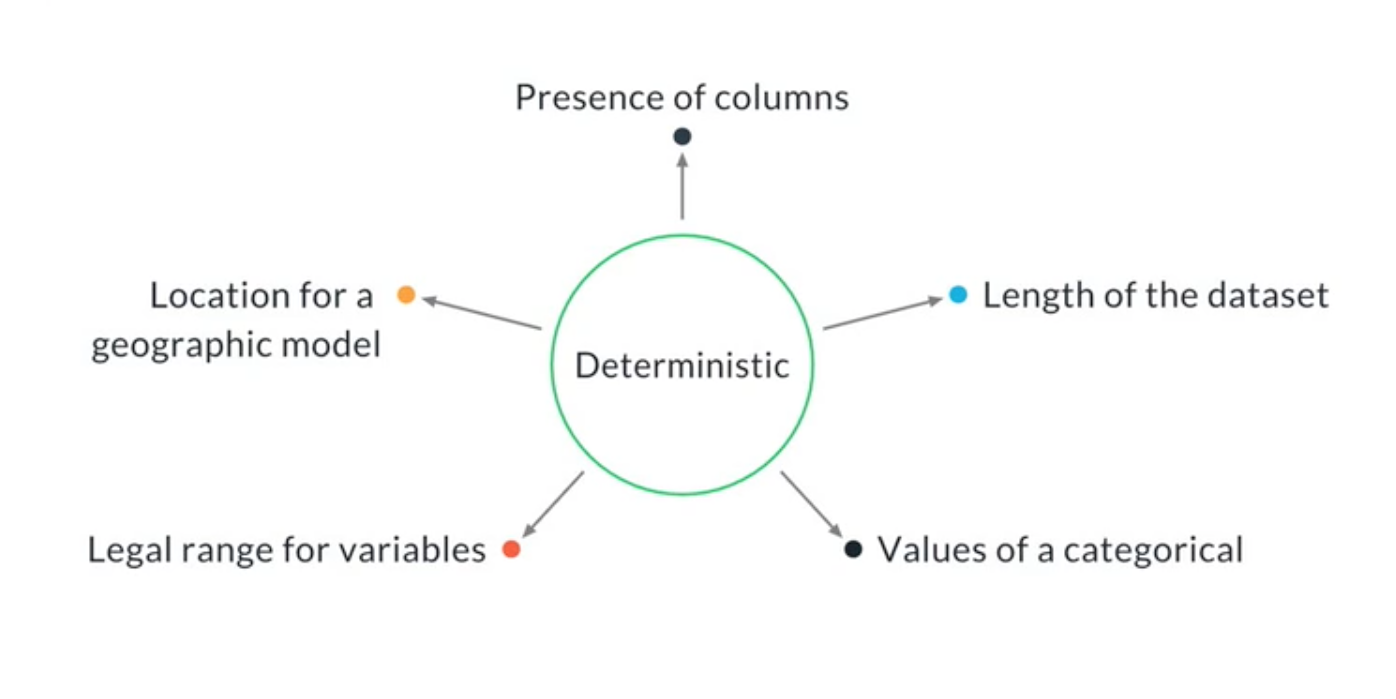 Presence of columns
Location for a
geographic model
Length of the dataset
Deterministic
Legal range for variables
Values of a categorical